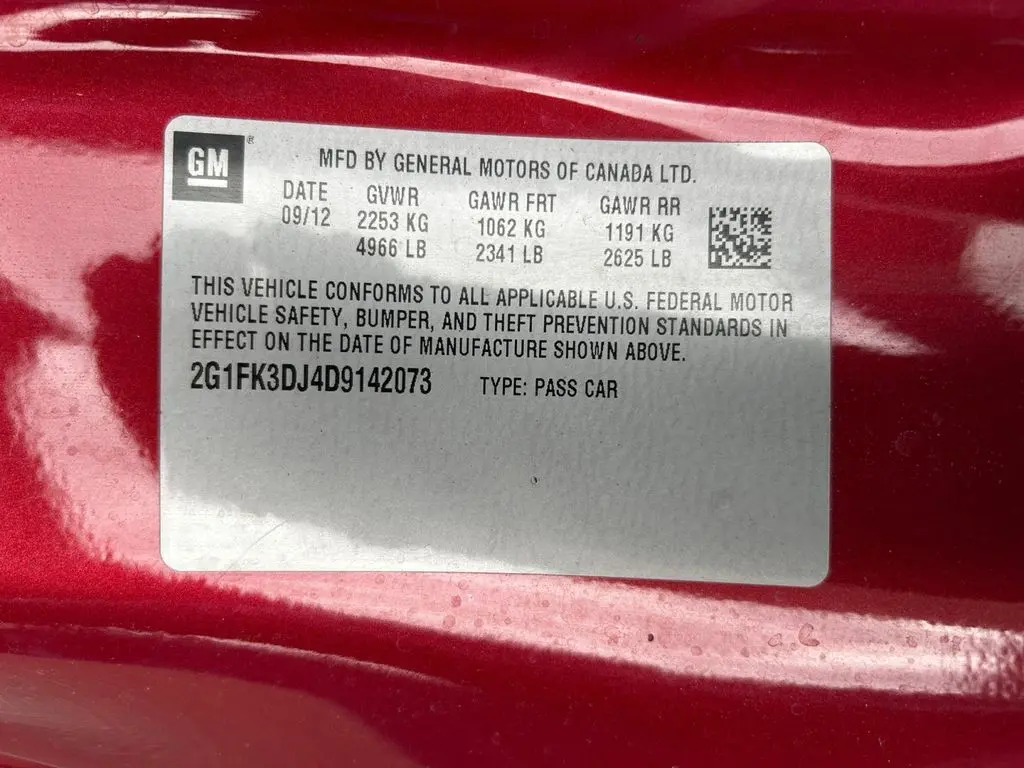 GM®
MFD BY GENERAL MOTORS OF CANADA LTD.
DATE GVWR GAWR FRT GAWR RR
09/12 2253 KG 1062 KG 1191 KG
4966 LB 2341 LB 2625 LB
THIS VEHICLE CONFORMS TO ALL APPLICABLE U.S. FEDERAL MOTOR
VEHICLE SAFETY, BUMPER, AND THEFT PREVENTION STANDARDS IN
EFFECT ON THE DATE OF MANUFACTURE SHOWN ABOVE.
2G1FK3DJ4D9142073 TYPE: PASS CAR